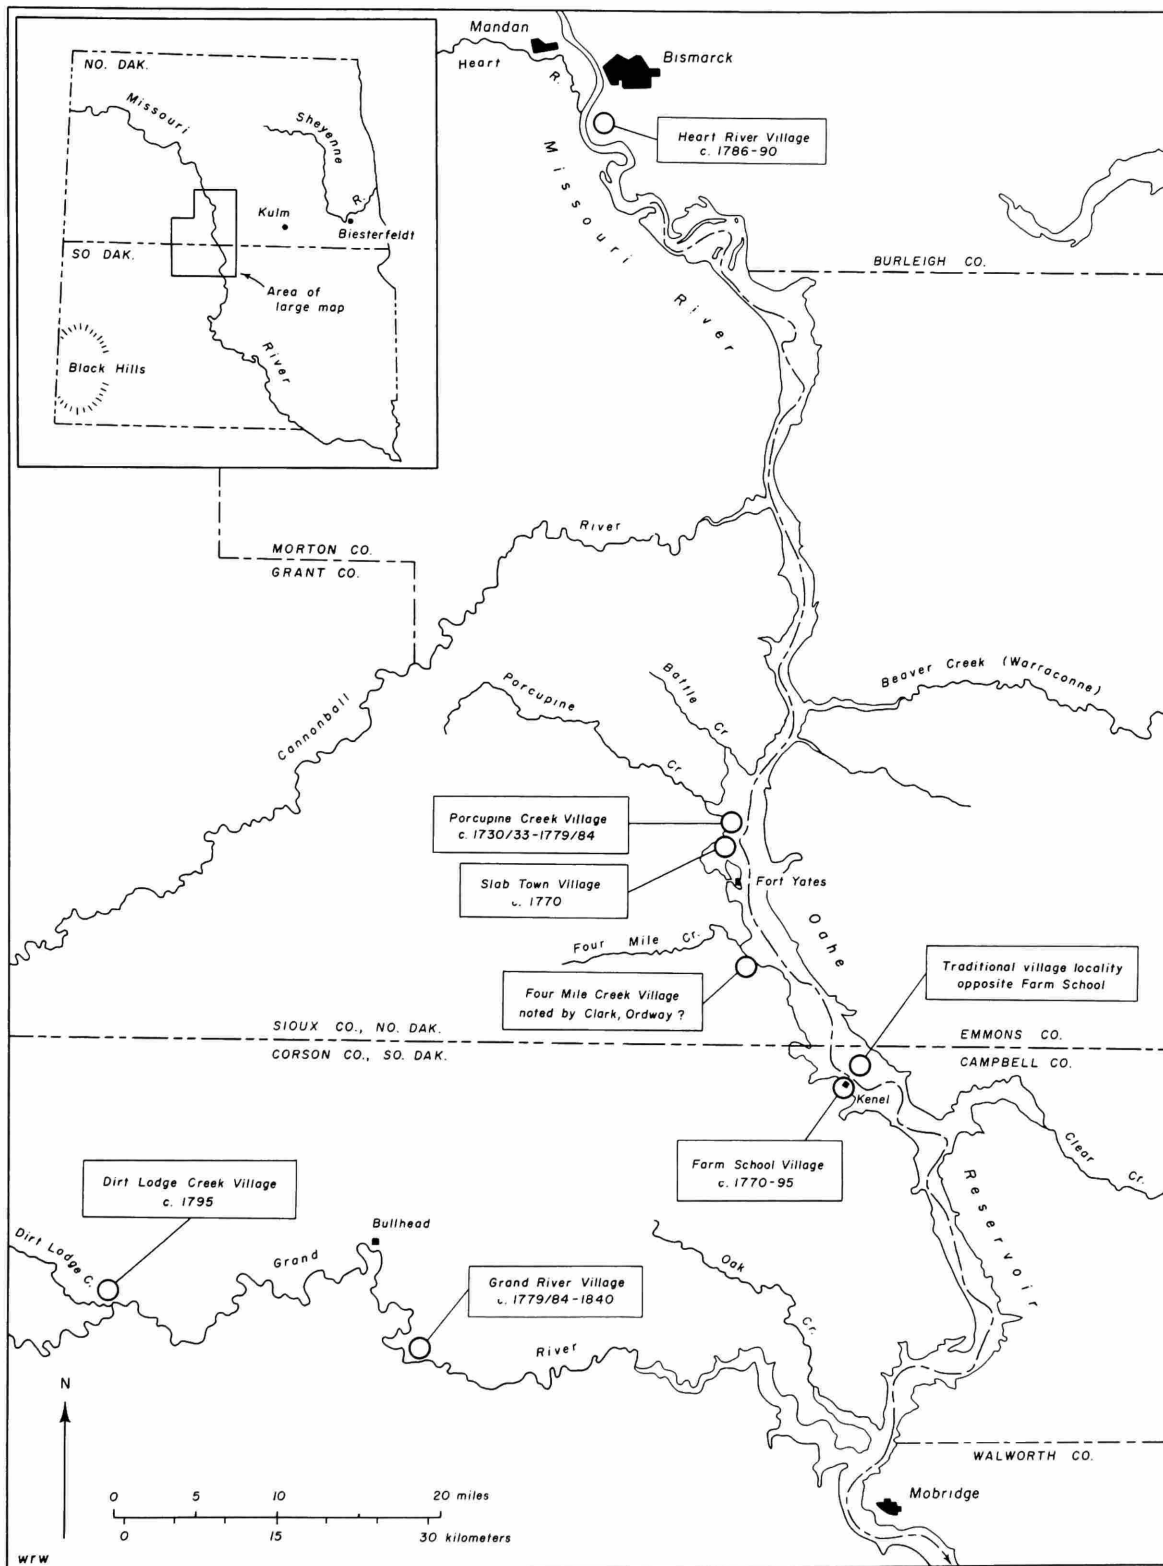 NO. DAK.
Missouri
Sheyenne
R.
Kulm
Biesterfeldt
SO DAK.
Area of
large map
River
Black Hills
Mandan
Heart
R.
Bismarck
Heart River Village
c. 1786-90
Missouri
River
BURLEIGH CO.
MORTON CO.
GRANT CO.
River
Cannonball
Porcupine
Cr
Battle
Cr
Beaver Creek (Warraconne)
Porcupine Creek Village
c. 1730/33-1779/84
Slab Town Village
c. 1770
Fort Yates
Oahe
Four Mile Cr.
Four Mile Creek Village
noted by Clark, Ordway ?
Traditional village locality
opposite Farm School
SIOUX CO., NO. DAK.
CORSON CO., SO. DAK.
EMMONS CO.
CAMPBELL CO.
Kenel
Farm School Village
c. 1770-95
Clear
Cr.
Reservoir
Dirt Lodge Creek Village
c. 1795
Dirt Lodge C.
Grand
Bullhead
Grand River Village
c. 1779/84-1840
River
Oak
Cr.
WALWORTH CO.
Mobridge
N
0 5 10 20 miles
0 15 30 kilometers
wrw